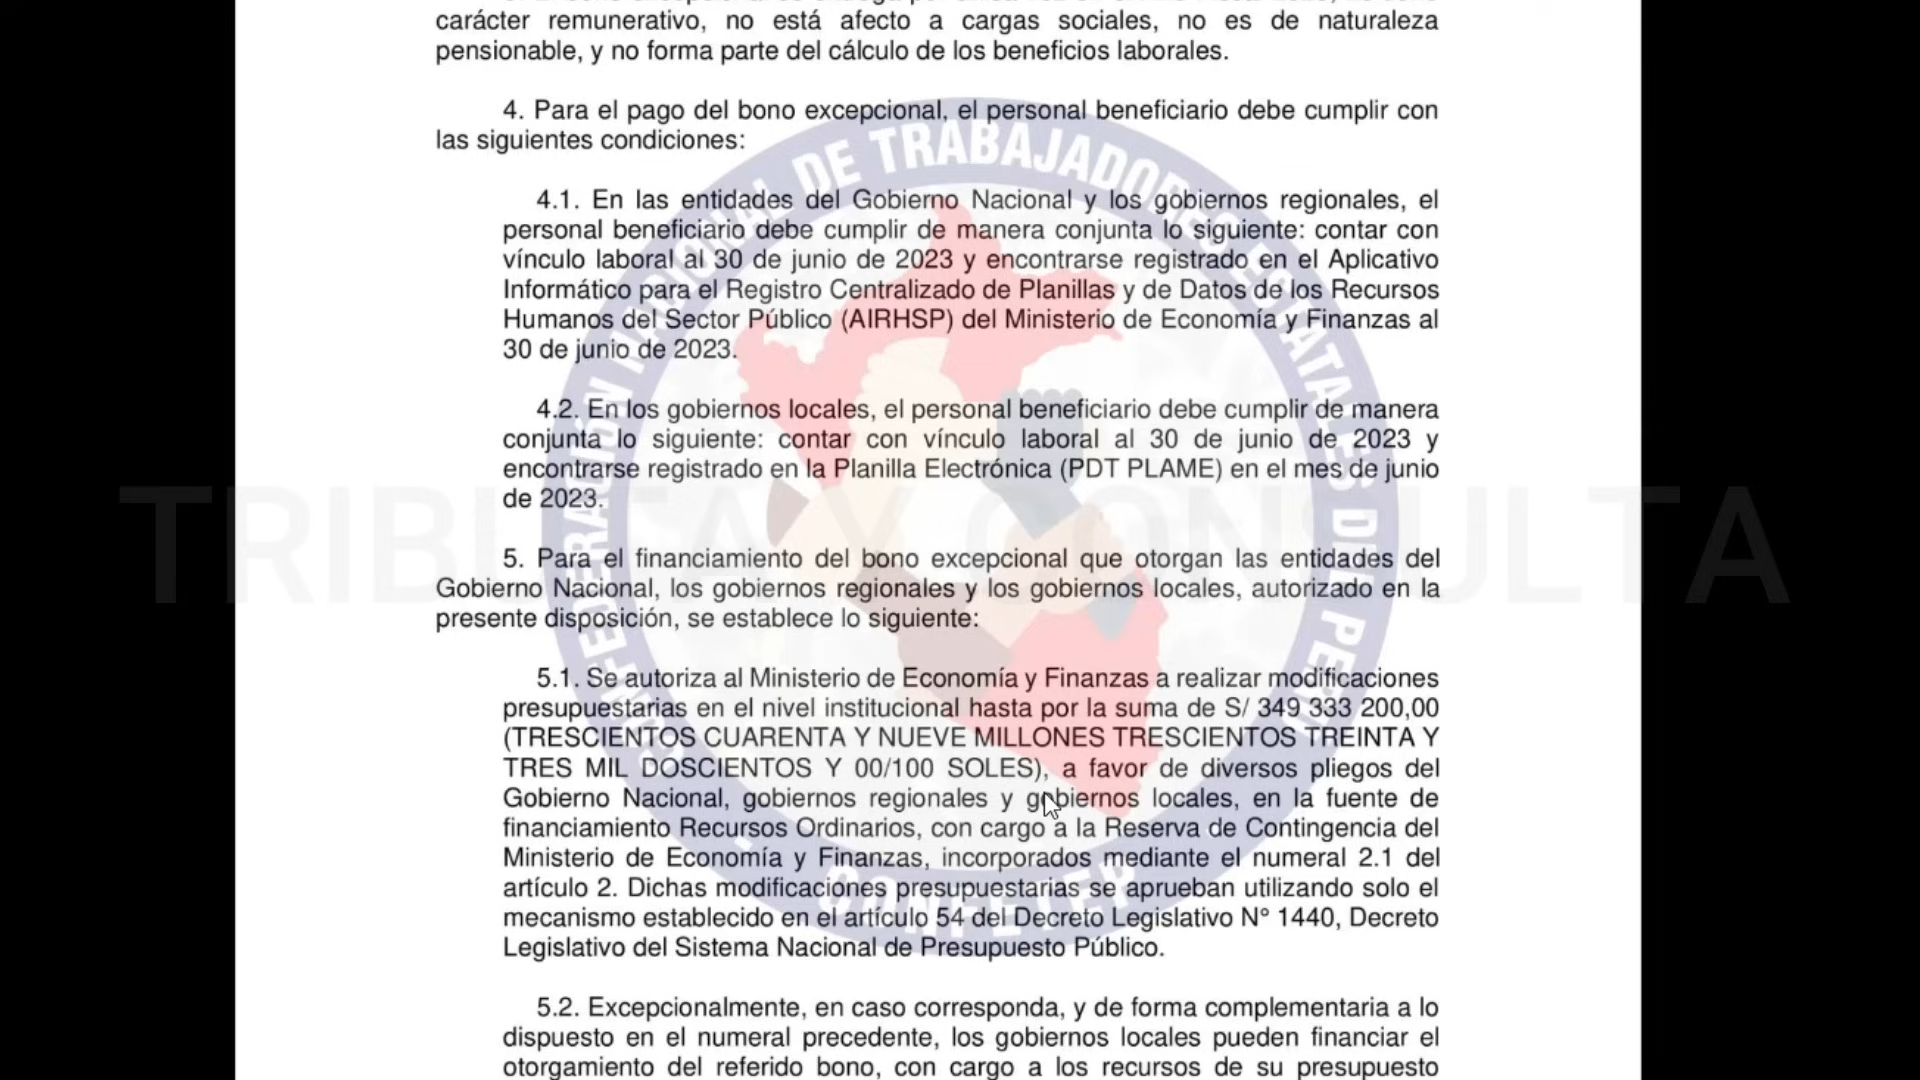 carácter remunerativo, no está afecto a cargas sociales, no es de naturaleza
pensionable, y no forma parte del cálculo de los beneficios laborales.
4. Para el pago del bono excepcional, el personal beneficiario debe cumplir con
las siguientes condiciones:
4.1. En las entidades del Gobierno Nacional y los gobiernos regionales, el
personal beneficiario debe cumplir de manera conjunta lo siguiente: contar con
vínculo laboral al 30 de junio de 2023 y encontrarse registrado en el Aplicativo
Informático para el Registro Centralizado de Planillas y de Datos de los Recursos
Humanos del Sector Público (AIRHSP) del Ministerio de Economía y Finanzas al
30 de junio de 2023.
4.2. En los gobiernos locales, el personal beneficiario debe cumplir de manera
conjunta lo siguiente: contar con vínculo laboral al 30 de junio de 2023 y
encontrarse registrado en la Planilla Electrónica (PDT PLAME) en el mes de junio
de 2023.
5. Para el financiamiento del bono excepcional que otorgan las entidades del
Gobierno Nacional, los gobiernos regionales y los gobiernos locales, autorizado en la
presente disposición, se establece lo siguiente:
5.1. Se autoriza al Ministerio de Economía y Finanzas a realizar modificaciones
presupuestarias en el nivel institucional hasta por la suma de S/ 349 333 200,00
(TRESCIENTOS CUARENTA Y NUEVE MILLONES TRESCIENTOS TREINTA Y
TRES MIL DOSCIENTOS Y 00/100 SOLES), a favor de diversos pliegos del
Gobierno Nacional, gobiernos regionales y gobiernos locales, en la fuente de
financiamiento Recursos Ordinarios, con cargo a la Reserva de Contingencia del
Ministerio de Economía y Finanzas, incorporados mediante el numeral 2.1 del
artículo 2. Dichas modificaciones presupuestarias se aprueban utilizando solo el
mecanismo establecido en el artículo 54 del Decreto Legislativo N° 1440, Decreto
Legislativo del Sistema Nacional de Presupuesto Público.
5.2. Excepcionalmente, en caso corresponda, y de forma complementaria a lo
dispuesto en el numeral precedente, los gobiernos locales pueden financiar el
otorgamiento del referido bono, con cargo a los recursos de su presupuesto
CONFEDERACIÓN NACIONAL DE TRABAJADORES ESTATALES DEL PERÚ
CONFETEP
TRIBUTA Y CONSULTA